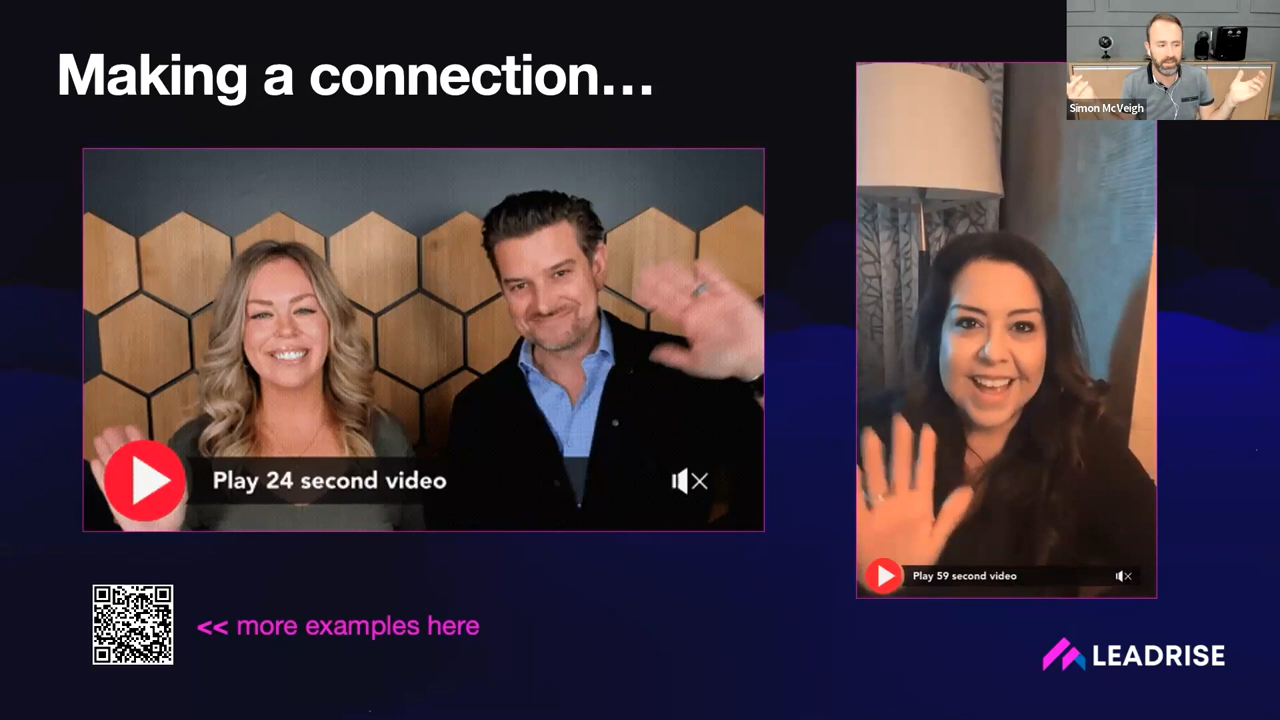 Making a connection...
Simon McVeigh
Play 24 second video
Play 59 second video
<< more examples here
LEADRISE